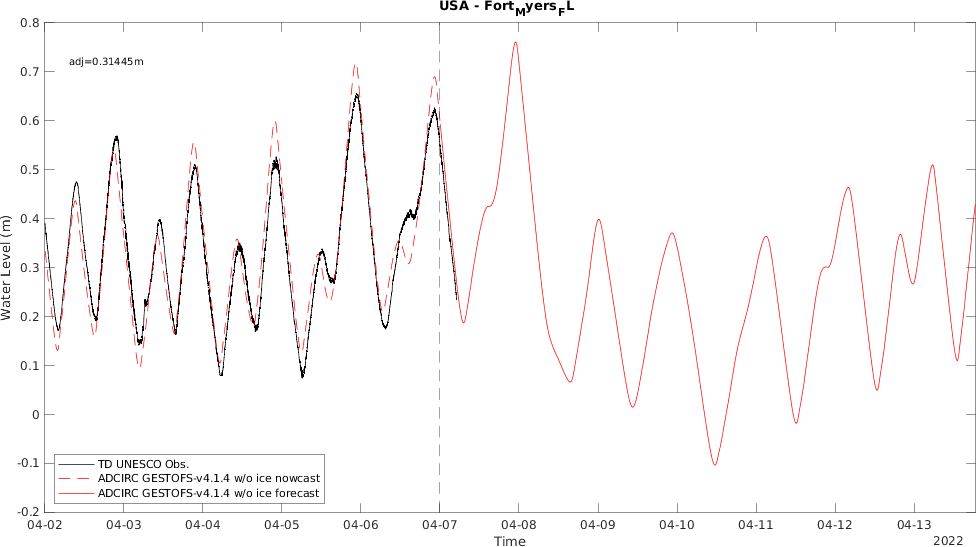 USA - Fort_Myers_FL
0.8
0.7
0.6
0.5
0.4
0.3
0.2
0.1
0
-0.1
-0.2
Water Level (m)
adj=0.31445m
TD UNESCO Obs.
ADCIRC GESTOFS-v4.1.4 w/o ice nowcast
ADCIRC GESTOFS-v4.1.4 w/o ice forecast
04-02 04-03 04-04 04-05 04-06 04-07 04-08 04-09 04-10 04-11 04-12 04-13
Time
2022